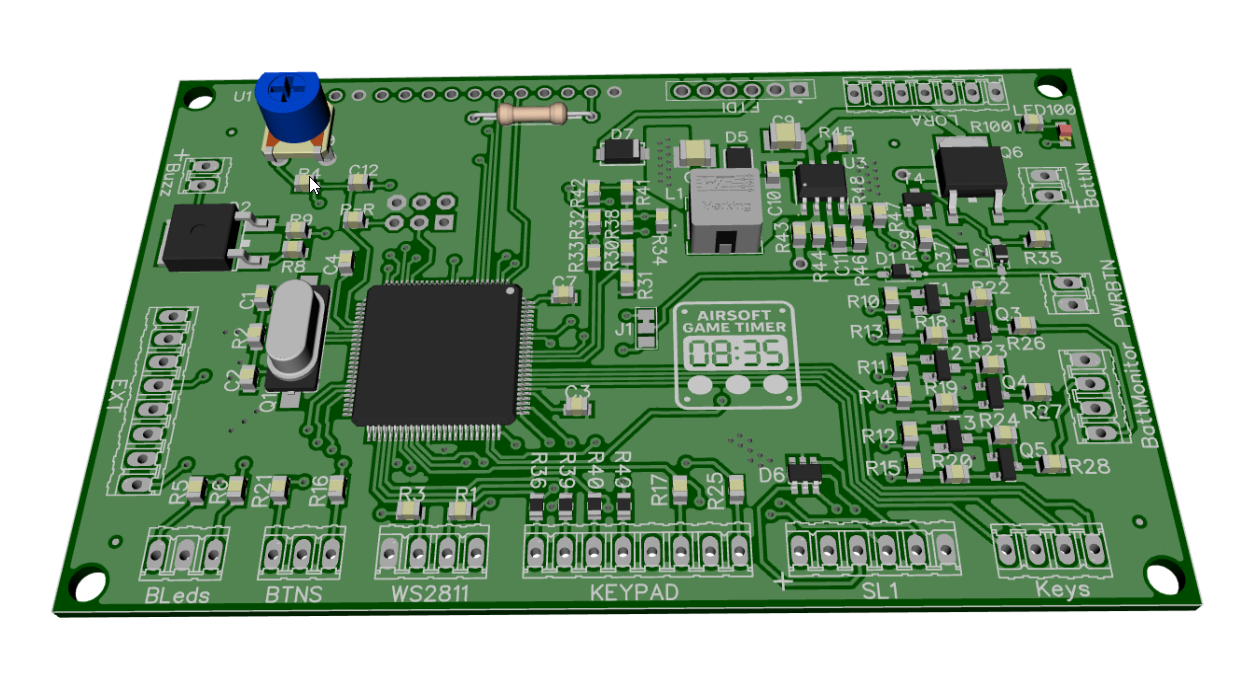 U1
FTDI
LORA
LED100
R100
C9
R45
D7
D5
U3
Q6
+Buzz
C12
R42
R41
L1
C10
R48
BattIN+
R9
R-R
R32
R38
R34
R43
R47
R29
R37
D2
R35
R8
C4
R33
R30
R44
C11
R46
D1
R31
C1
C7
R10
R22
PWRBTN
J1
AIRSOFT
GAME TIMER
08:35
R2
R13
R18
Q3
R26
C2
R11
R23
EXT
Q1
C3
R14
R19
Q4
R27
BattMonitor
R12
R24
R15
R20
Q5
R28
D6
R5
R21
R16
R3
R1
R36
R39
R40
R17
R25
BLeds
BTNS
WS2811
KEYPAD
+
SL1
Keys